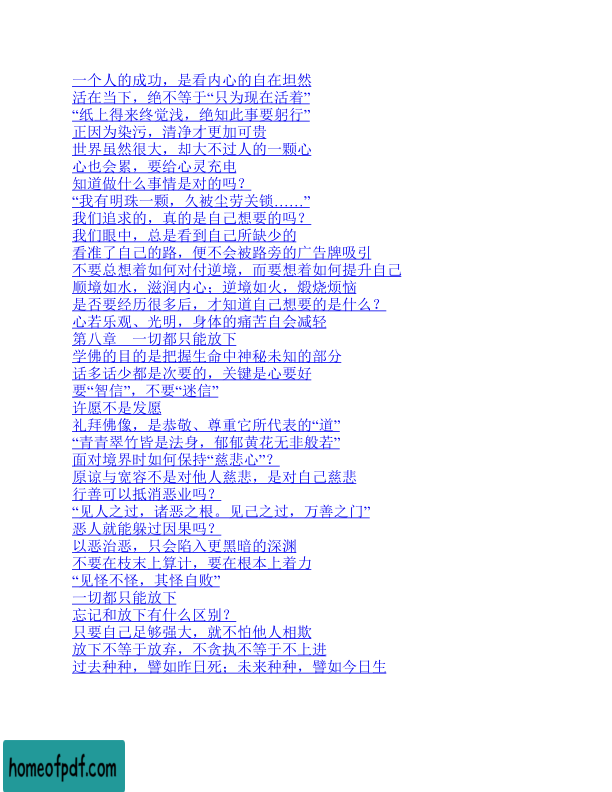 一个人的成功，是看内心的自在坦然
活在当下，绝不等于“只为现在活着”
“纸上得来终觉浅，绝知此事要躬行”
正因为染污，清净才更加可贵
世界虽然很大，却大不过人的一颗心
心也会累，要给心灵充电
知道做什么事情是对的吗？
“我有明珠一颗，久被尘劳关锁……”
我们追求的，真的是自己想要的吗？
我们眼中，总是看到自己所缺少的
看准了自己的路，便不会被路旁的广告牌吸引
不要总想着如何对付逆境，而要想着如何提升自己
顺境如水，滋润内心；逆境如火，煅烧烦恼
是否要经历很多后，才知道自己想要的是什么？
心若乐观、光明，身体的痛苦自会减轻
第八章　一切都只能放下
学佛的目的是把握生命中神秘未知的部分
话多话少都是次要的，关键是心要好
要“智信”，不要“迷信”
许愿不是发愿
礼拜佛像，是恭敬、尊重它所代表的“道”
“青青翠竹皆是法身，郁郁黄花无非般若”
面对境界时如何保持“慈悲心”？
原谅与宽容不是对他人慈悲，是对自己慈悲
行善可以抵消恶业吗？
“见人之过，诸恶之根。见己之过，万善之门”
恶人就能躲过因果吗？
以恶治恶，只会陷入更黑暗的深渊
不要在枝末上算计，要在根本上着力
“见怪不怪，其怪自败”
一切都只能放下
忘记和放下有什么区别？
只要自己足够强大，就不怕他人相欺
放下不等于放弃，不贪执不等于不上进
过去种种，譬如昨日死；未来种种，譬如今日生
homeofpdf.com